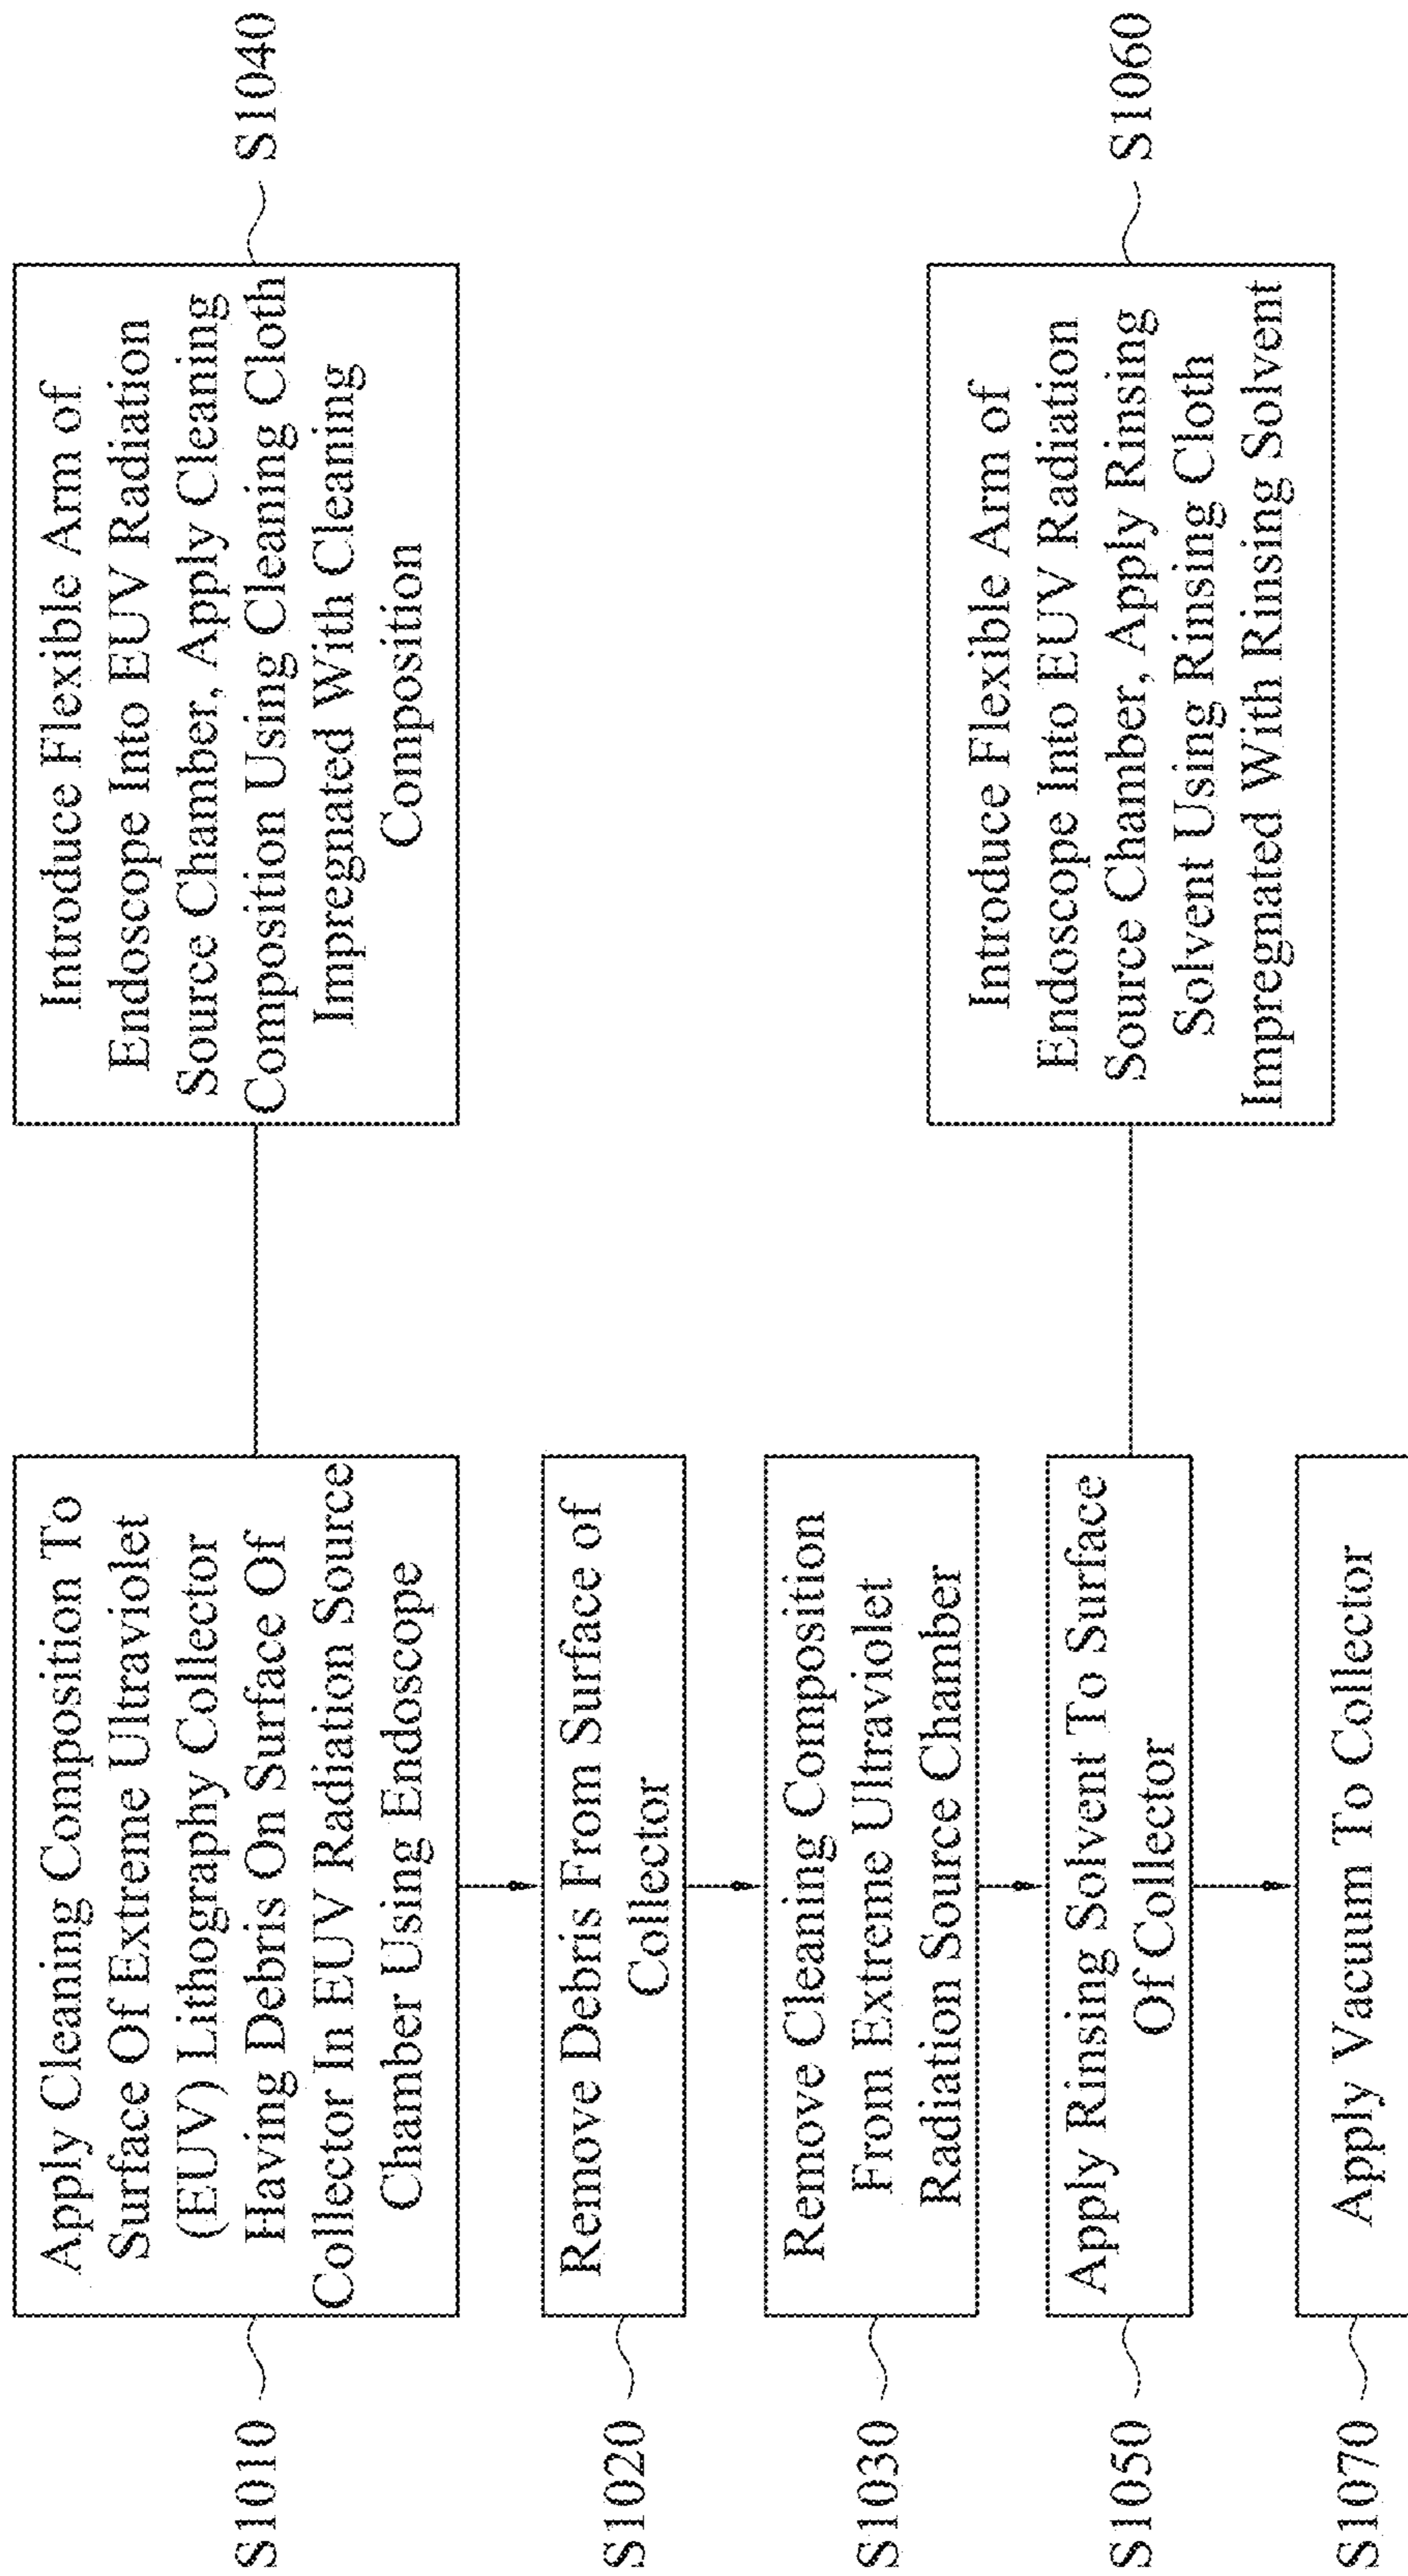 S1010
Apply Cleaning Composition To
Surface Of Extreme Ultraviolet
(EUV) Lithography Collector
Having Debris On Surface Of
Collector In EUV Radiation Source
Chamber Using Endoscope
Introduce Flexible Arm of
Endoscope Into EUV Radiation
Source Chamber, Apply Cleaning
Composition Using Cleaning Cloth
Impregnated With Cleaning
Composition
S1040
S1020
Remove Debris From Surface of
Collector
S1030
Remove Cleaning Composition
From Extreme Ultraviolet
Radiation Source Chamber
S1050
Apply Rinsing Solvent To Surface
Of Collector
Introduce Flexible Arm of
Endoscope Into EUV Radiation
Source Chamber, Apply Rinsing
Solvent Using Rinsing Cloth
Impregnated With Rinsing Solvent
S1060
S1070
Apply Vacuum To Collector